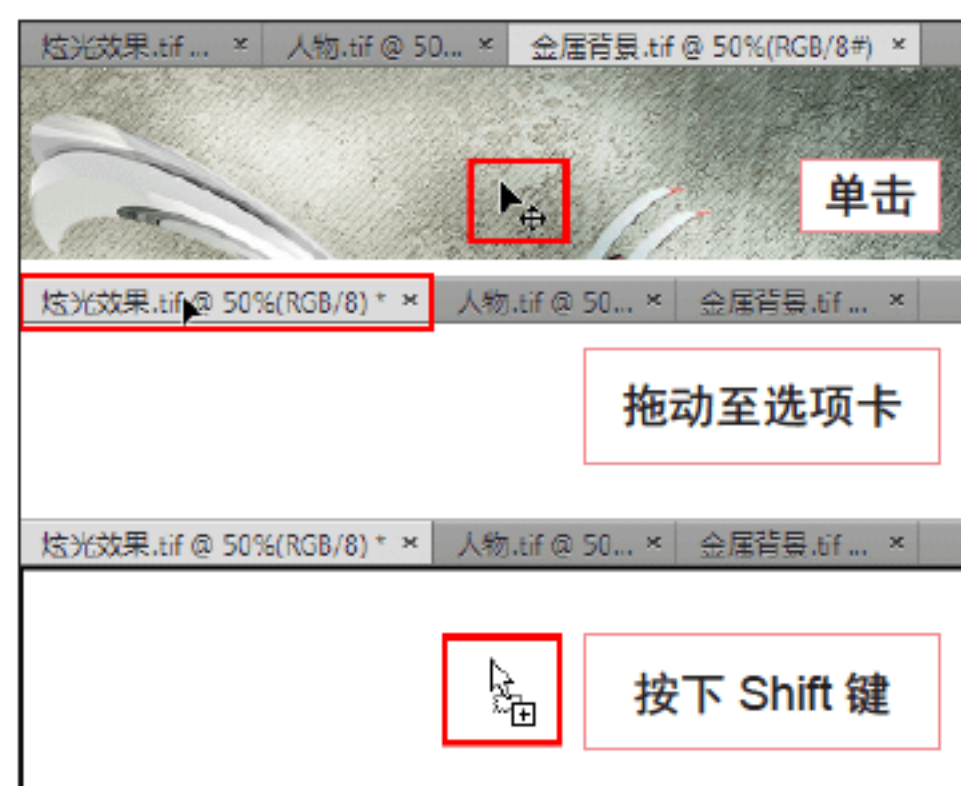 炫光效果.tif ... × 人物.tif @ 50... × 金属背景.tif @ 50%(RGB/8#) ×
单击
炫光效果.tif @ 50%(RGB/8) * × 人物.tif @ 50... × 金属背景.tif ... ×
拖动至选项卡
炫光效果.tif @ 50%(RGB/8) * × 人物.tif @ 50... × 金属背景.tif ... ×
按下 Shift 键